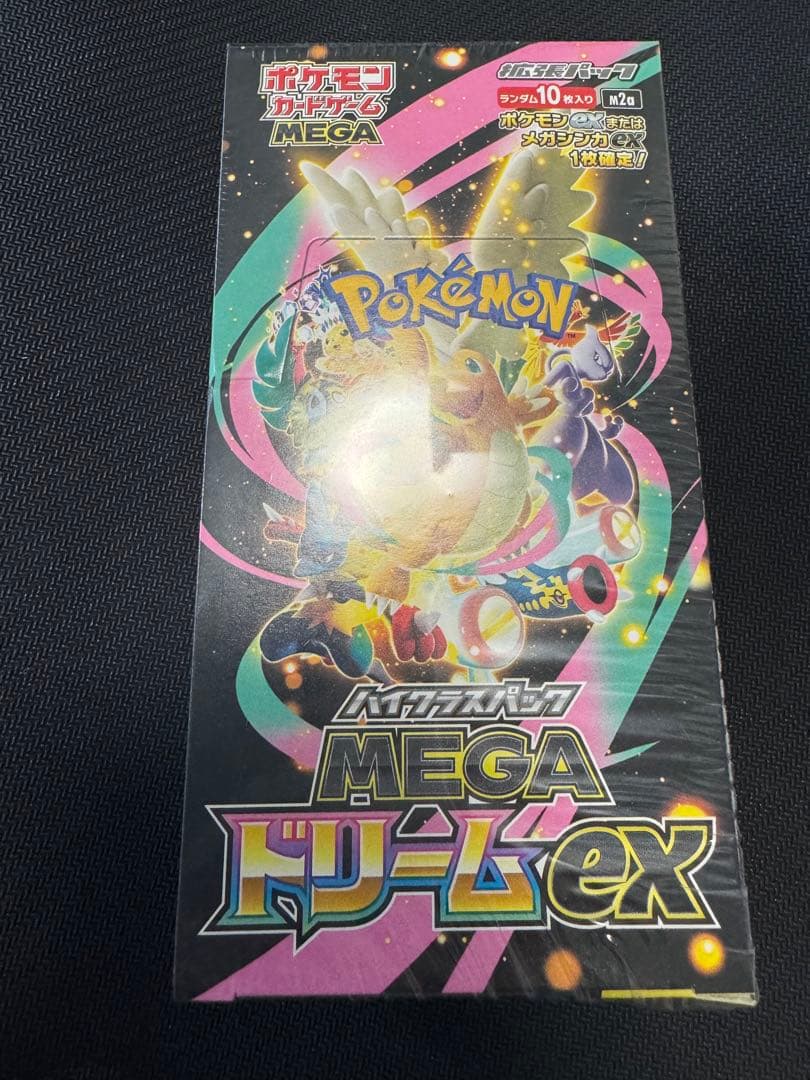 ポケモン
カードゲーム
MEGA
拡張パック
ランダム10枚入り M2a
ポケモンexまたは
メガシンカex
1枚確定!
POKéMON
TM
ハイクラスパック
MEGA
ドリームex